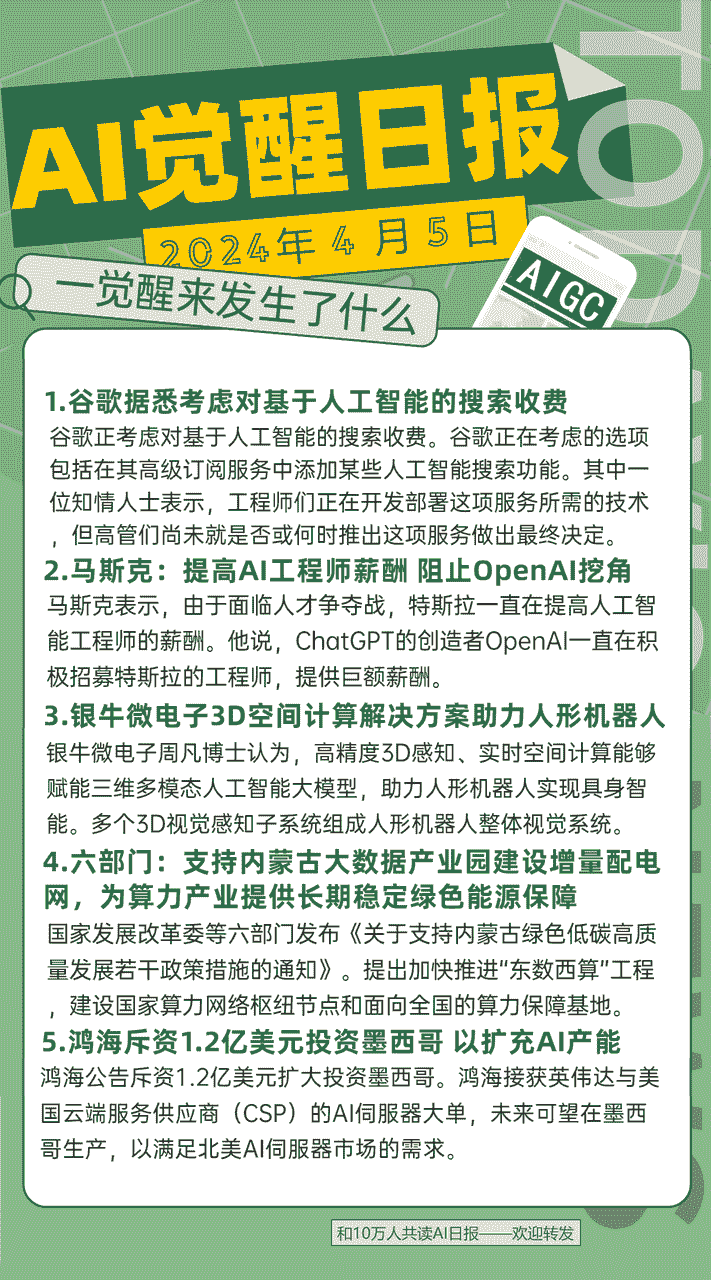 AI觉醒日报
2024年4月5日
一觉醒来发生了什么
AIGC
1.谷歌据悉考虑对基于人工智能的搜索收费
谷歌正考虑对基于人工智能的搜索收费。谷歌正在考虑的选项
包括在其高级订阅服务中添加某些人工智能搜索功能。其中一
位知情人士表示，工程师们正在开发部署这项服务所需的技术
，但高管们尚未就是否或何时推出这项服务做出最终决定。
2.马斯克：提高AI工程师薪酬 阻止OpenAI挖角
马斯克表示，由于面临人才争夺战，特斯拉一直在提高人工智
能工程师的薪酬。他说，ChatGPT的创造者OpenAI一直在积
极招募特斯拉的工程师，提供巨额薪酬。
3.银牛微电子3D空间计算解决方案助力人形机器人
银牛微电子周凡博士认为，高精度3D感知、实时空间计算能够
赋能三维多模态人工智能大模型，助力人形机器人实现具身智
能。多个3D视觉感知子系统组成人形机器人整体视觉系统。
4.六部门：支持内蒙古大数据产业园建设增量配电
网，为算力产业提供长期稳定绿色能源保障
国家发展改革委等六部门发布《关于支持内蒙古绿色低碳高质
量发展若干政策措施的通知》。提出加快推进“东数西算”工程
，建设国家算力网络枢纽节点和面向全国的算力保障基地。
5.鸿海斥资1.2亿美元投资墨西哥 以扩充AI产能
鸿海公告斥资1.2亿美元扩大投资墨西哥。鸿海接获英伟达与美
国云端服务供应商（CSP）的AI伺服器大单，未来可望在墨西
哥生产，以满足北美AI伺服器市场的需求。
和10万人共读AI日报——欢迎转发